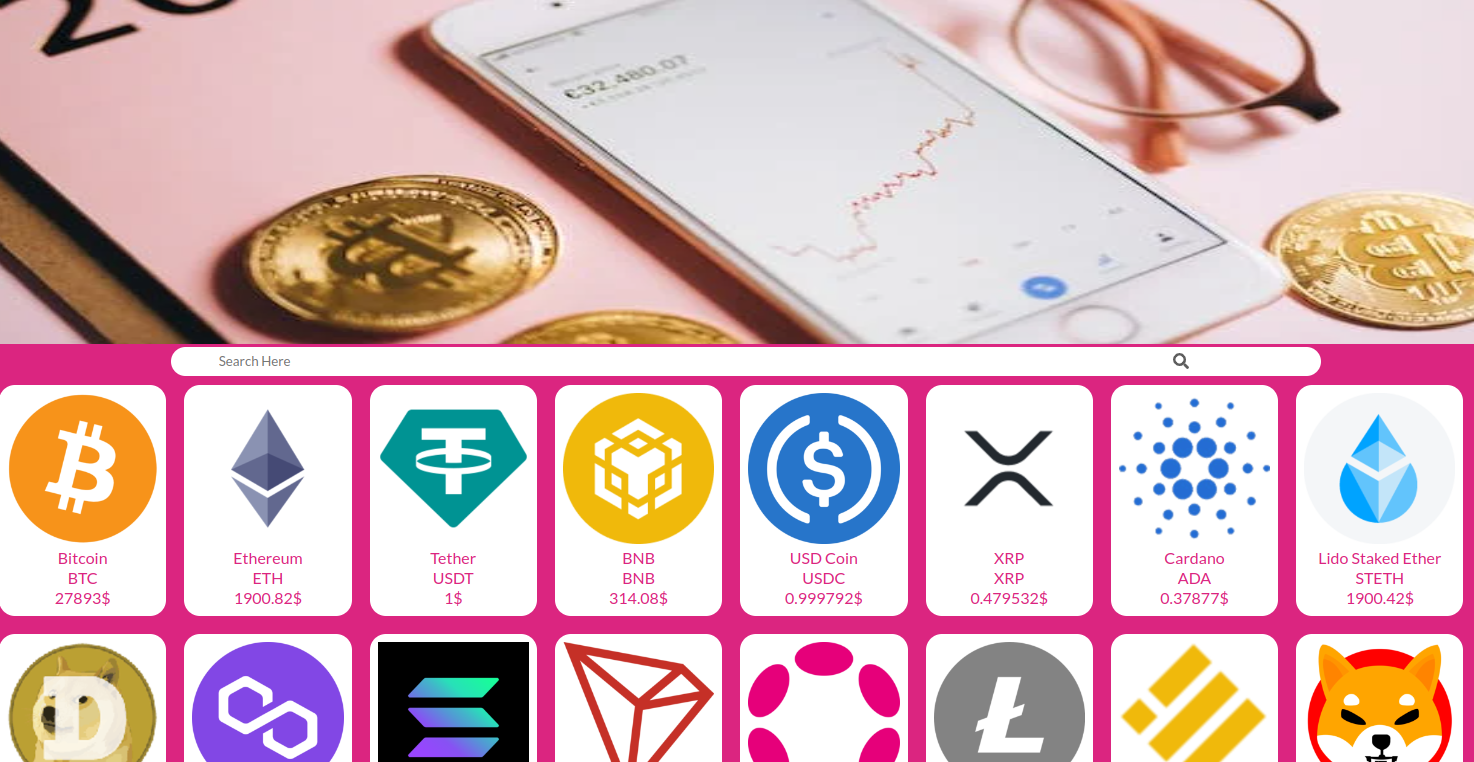 20
€32,480.07
Search Here
Bitcoin
BTC
27893$
Ethereum
ETH
1900.82$
Tether
USDT
1$
BNB
BNB
314.08$
USD Coin
USDC
0.999792$
XRP
XRP
0.479532$
Cardano
ADA
0.37877$
Lido Staked Ether
STETH
1900.42$